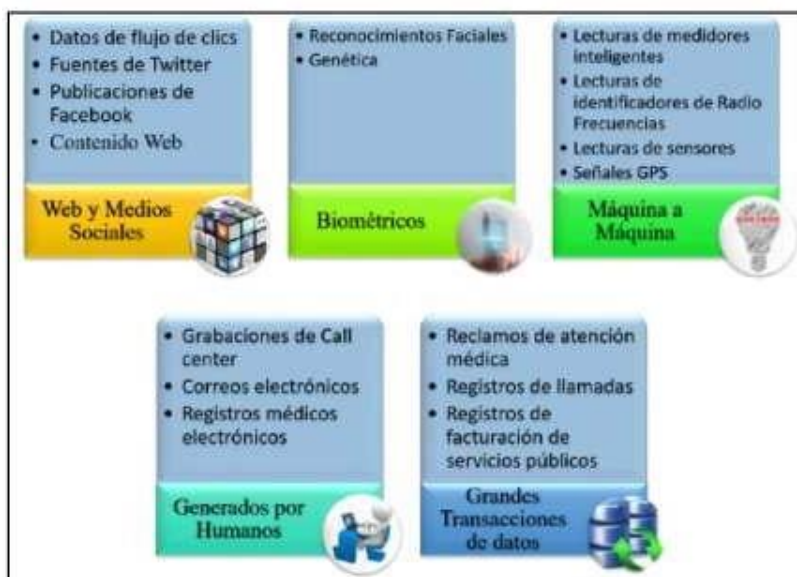 • Datos de flujo de clics
• Fuentes de Twitter
• Publicaciones de
Facebook
• Contenido Web
Web y Medios
Sociales
• Reconocimientos Faciales
• Genética
Biométricos
• Lecturas de medidores
inteligentes
• Lecturas de
identificadores de Radio
Frecuencias
• Lecturas de sensores
• Señales GPS
Máquina a
Máquina
• Grabaciones de Call
center
• Correos electrónicos
• Registros médicos
electrónicos
Generados por
Humanos
• Reclamos de atención
médica
• Registros de llamadas
• Registros de
facturación de
servicios públicos
Grandes
Transacciones
de datos